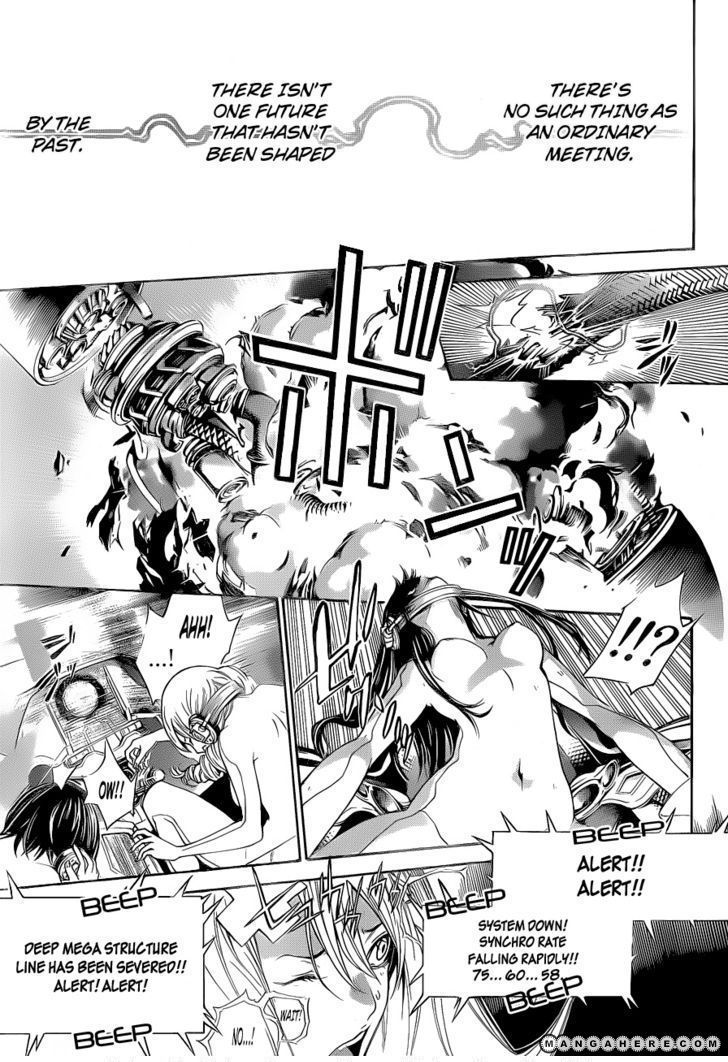 THERE'S
NO SUCH THING AS
AN ORDINARY
MEETING.
THERE ISN'T
ONE FUTURE
THAT HASN'T
BEEN SHAPED
BY THE
PAST.
!!!?
AHH!
...!
OW!!
BEEP
ALERT!!
ALERT!!
BEEP
SYSTEM DOWN!
SYNCHRO RATE
FALLING RAPIDLY!!
75... 60... 58.
BEEP
WAIT!
NO...!
BEEP
DEEP MEGA STRUCTURE
LINE HAS BEEN SEVERED!!
ALERT! ALERT!
BEEP
MANGAHERE.COM